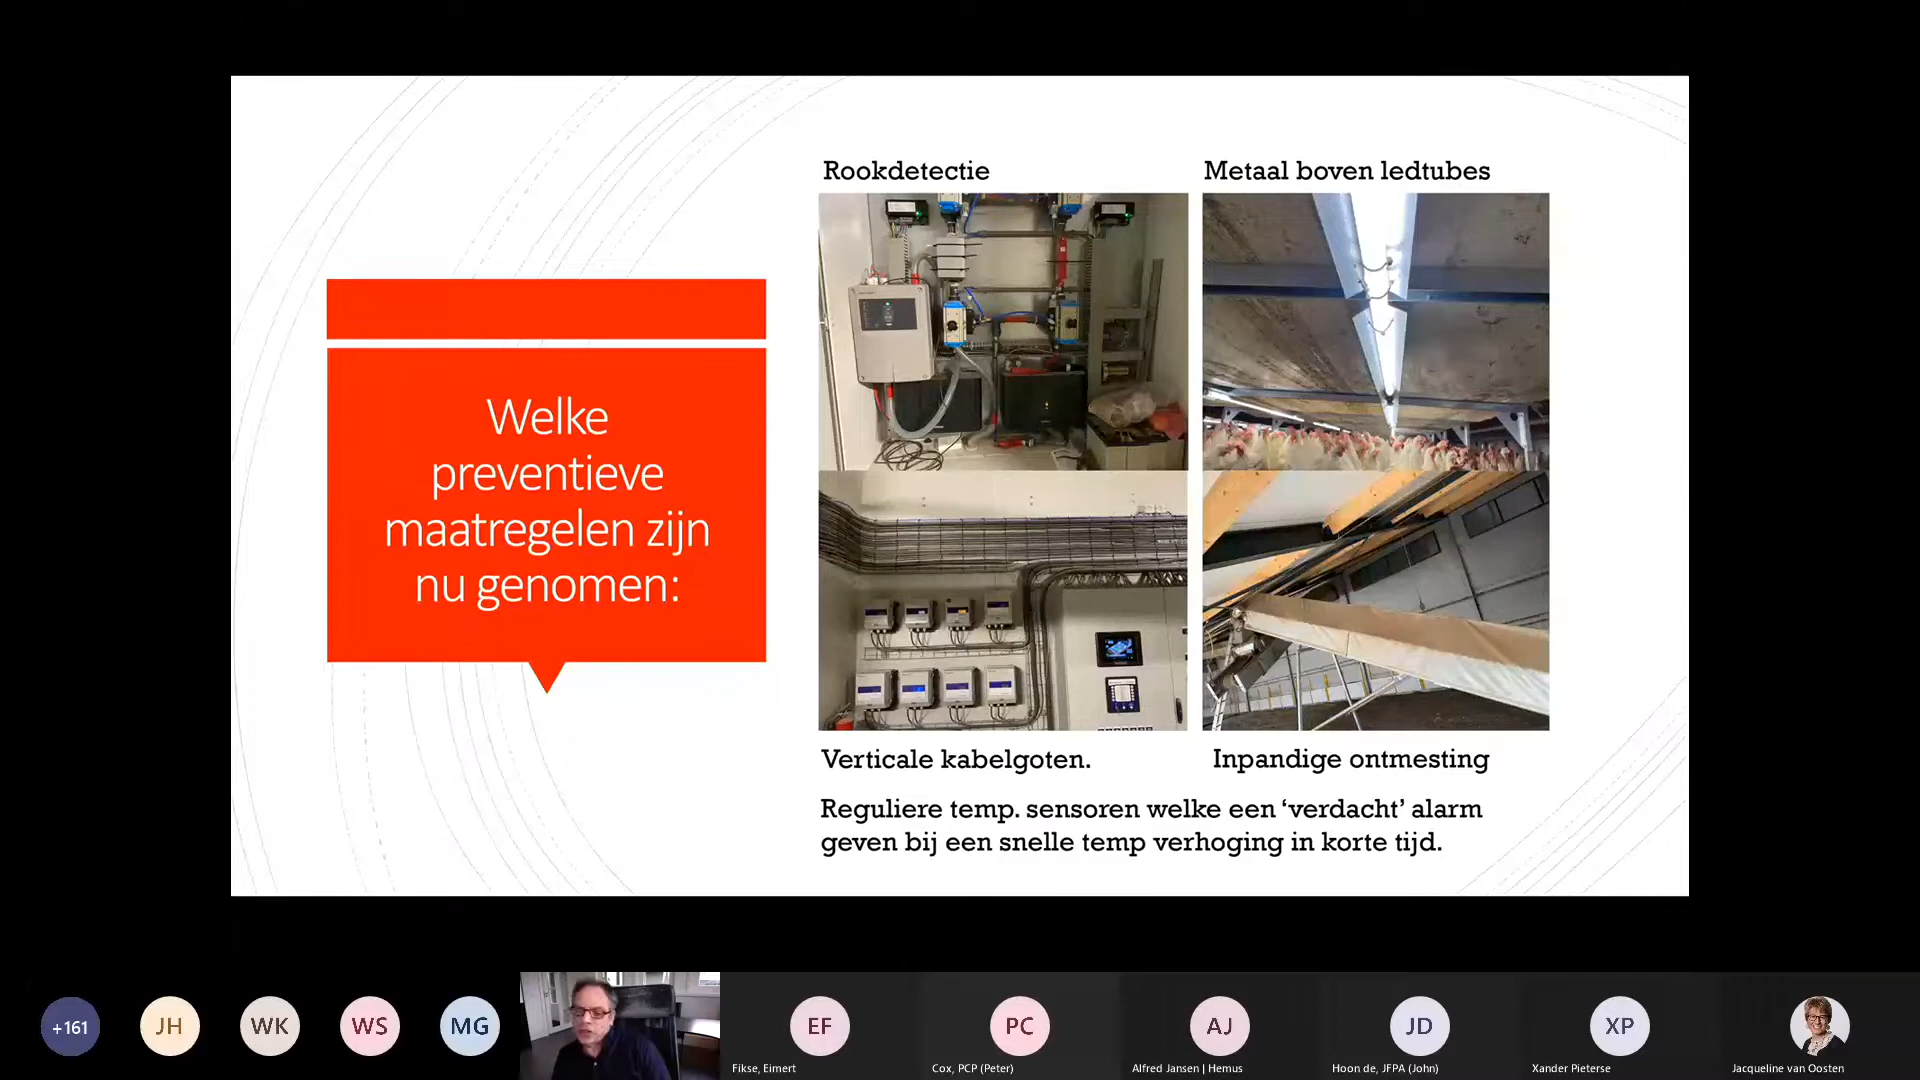 Rookdetectie
Metaal boven ledtubes
Welke
preventieve
maatregelen zijn
nu genomen:
Verticale kabelgoten.
Inpandige ontmesting
Reguliere temp. sensoren welke een ‘verdacht’ alarm
geven bij een snelle temp verhoging in korte tijd.
+161
JH
WK
WS
MG
EF
PC
AJ
JD
XP
Fikse, Eimert
Cox, PCP (Peter)
Alfred Jansen | Hemus
Hoon de, JFPA (John)
Xander Pieterse
Jacqueline van Oosten